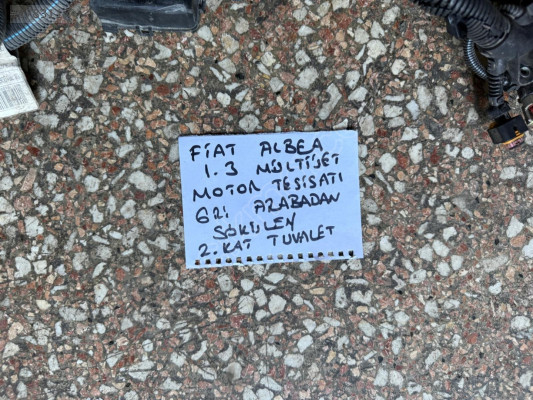 FİAT ALBEA
1.3 MULTİJET
MOTOR TESİSATI
GRİ ARABADAN
SÖKÜLEN
2. KAT TUVALET